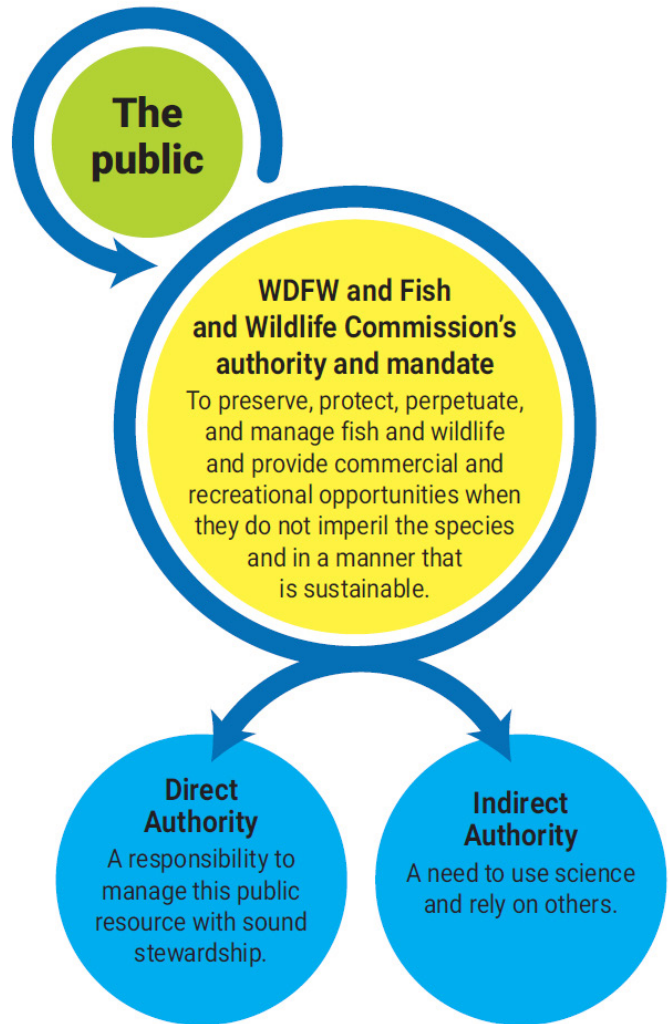 The
public
WDFW and Fish
and Wildlife Commission's
authority and mandate
To preserve, protect, perpetuate,
and manage fish and wildlife
and provide commercial and
recreational opportunities when
they do not imperil the species
and in a manner that
is sustainable.
Direct
Authority
A responsibility to
manage this public
resource with sound
stewardship.
Indirect
Authority
A need to use science
and rely on others.